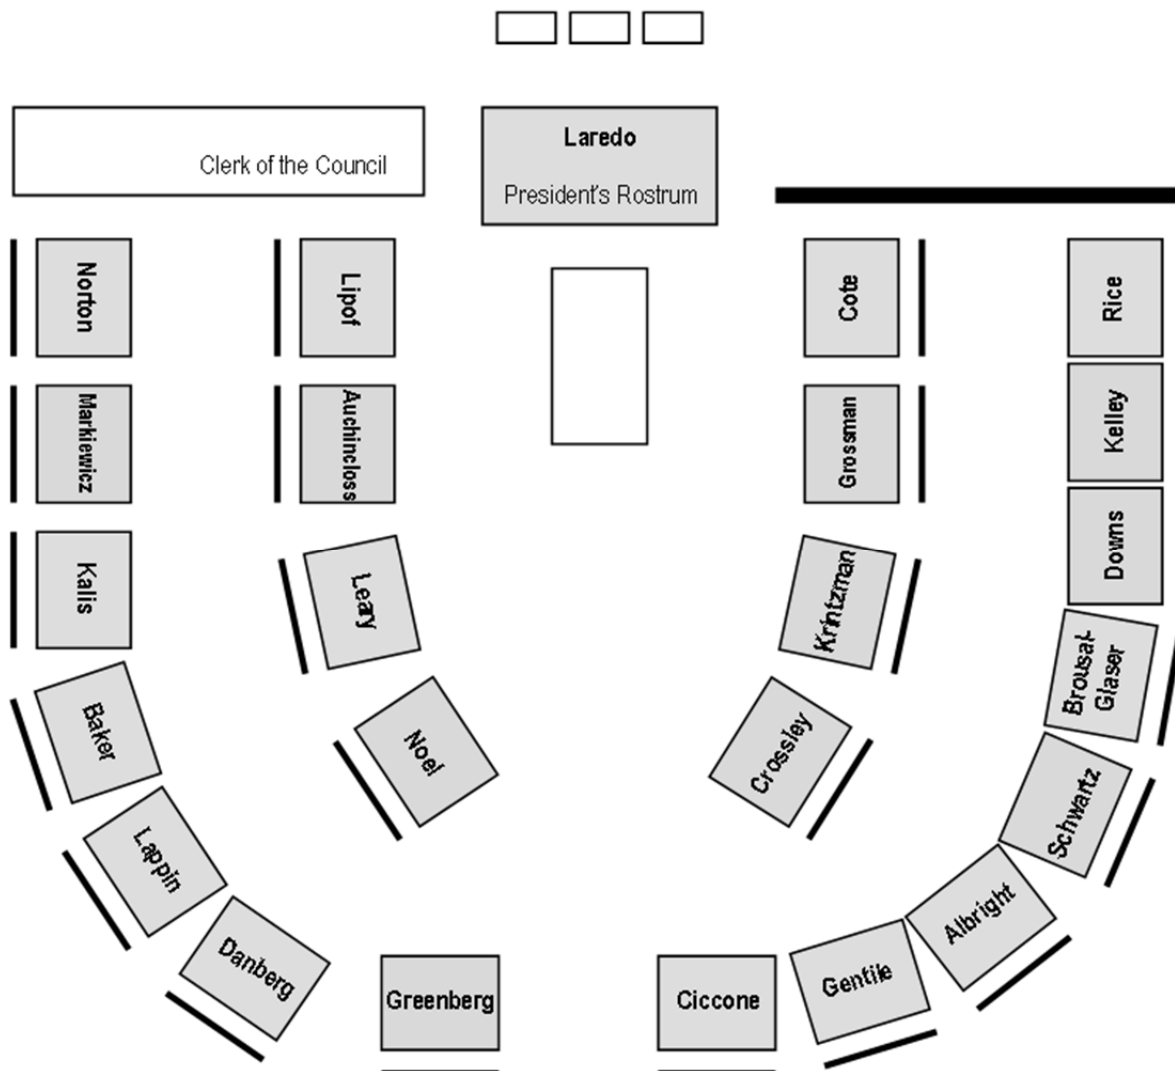 Clerk of the Council
Laredo
President's Rostrum
Norton
Lipof
Cote
Rice
Markiewicz
Auchincloss
Grossman
Kelley
Kalis
Leary
Krintzman
Downs
Baker
Noel
Crossley
Brousal-
Glaser
Lappin
Schwartz
Danberg
Albright
Greenberg
Ciccone
Gentile